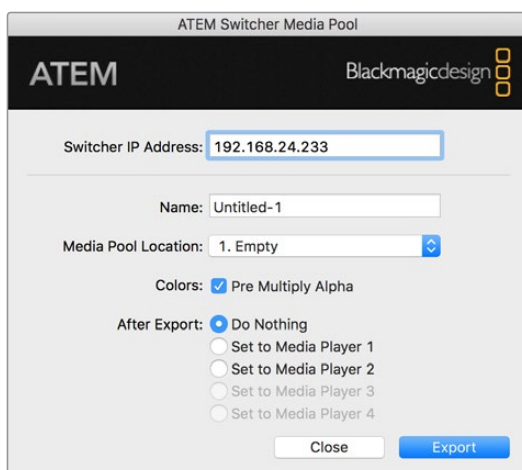 ATEM Switcher Media Pool
ATEM Blackmagicdesign
Switcher IP Address: 192.168.24.233
Name: Untitled-1
Media Pool Location: 1. Empty
Colors: Pre Multiply Alpha
After Export: Do Nothing
Set to Media Player 1
Set to Media Player 2
Set to Media Player 3
Set to Media Player 4
Close Export